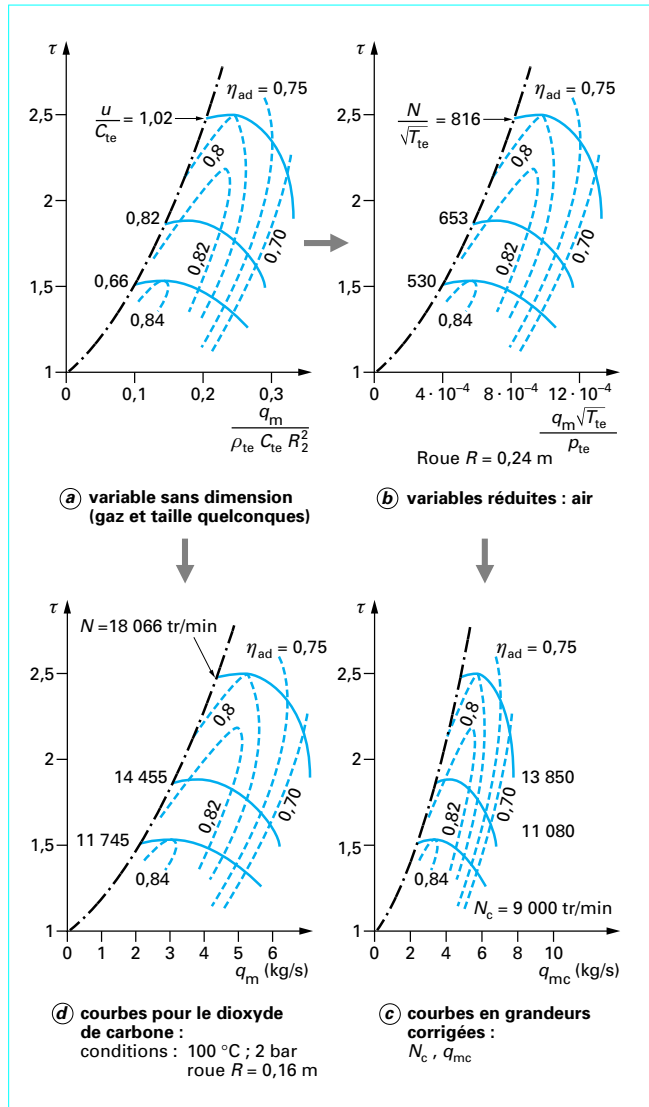 τ
2,5
2
1,5
1
u/C_te = 1,02
0,82
0,66
η_ad = 0,75
0,8
0,82
0,70
0,84
0
0,1
0,2
0,3
q_m / ρ_te C_te R_2^2
a variable sans dimension
(gaz et taille quelconques)
τ
2,5
2
1,5
1
N/√T_te = 816
653
530
η_ad = 0,75
0,8
0,82
0,70
0,84
0
4 · 10⁻⁴
8 · 10⁻⁴
12 · 10⁻⁴
q_m √T_te / p_te
Roue R = 0,24 m
b variables réduites : air
τ
2,5
2
1,5
1
N = 18 066 tr/min
14 455
11 745
η_ad = 0,75
0,8
0,82
0,70
0,84
0 1 2 3 4 5 6
q_m (kg/s)
d courbes pour le dioxyde
de carbone :
conditions : 100 °C ; 2 bar
roue R = 0,16 m
τ
2,5
2
1,5
1
η_ad = 0,75
0,8
0,82
0,70
0,84
13 850
11 080
N_c = 9 000 tr/min
0 2 4 6 8 10
q_mc (kg/s)
c courbes en grandeurs
corrigées :
N_c , q_mc